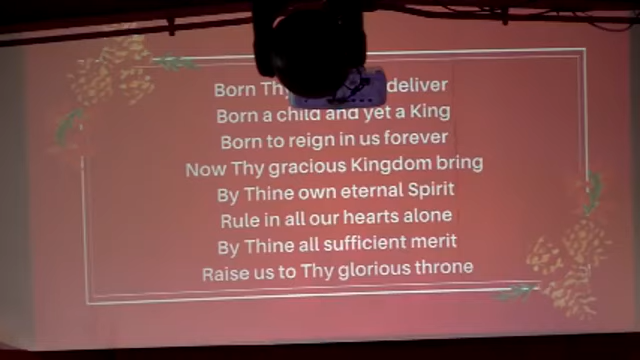 Born Thy deliver
Born a child and yet a King
Born to reign in us forever
Now Thy gracious Kingdom bring
By Thine own eternal Spirit
Rule in all our hearts alone
By Thine all sufficient merit
Raise us to Thy glorious throne